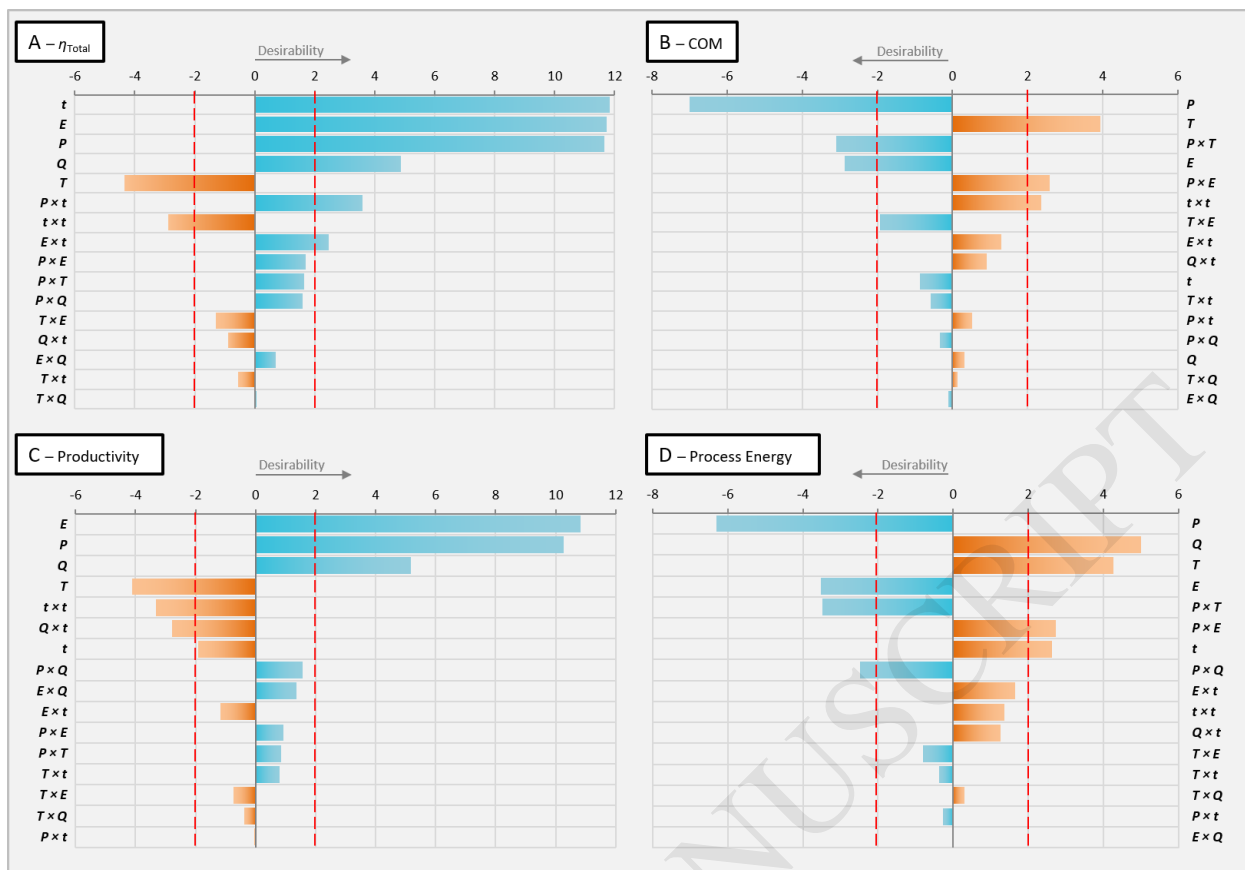 A – ηTotal
Desirability
-6 -4 -2 0 2 4 6 8 10 12
t
E
P
Q
T
P × t
t × t
E × t
P × E
P × T
P × Q
T × E
Q × t
E × Q
T × t
T × Q
B – COM
Desirability
-8 -6 -4 -2 0 2 4 6
P
T
P × T
E
P × E
t × t
T × E
E × t
Q × t
t
T × t
P × t
P × Q
Q
T × Q
E × Q
C – Productivity
Desirability
-6 -4 -2 0 2 4 6 8 10 12
E
P
Q
T
t × t
Q × t
t
P × Q
E × Q
E × t
P × E
P × T
T × t
T × E
T × Q
P × t
D – Process Energy
Desirability
-8 -6 -4 -2 0 2 4 6
P
Q
T
E
P × T
P × E
t
P × Q
E × t
t × t
Q × t
T × E
T × t
T × Q
P × t
E × Q
NUSCRIPT